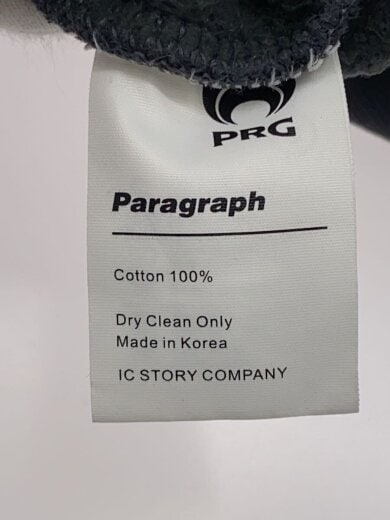 PRG
Paragraph
Cotton 100%
Dry Clean Only
Made in Korea
IC STORY COMPANY